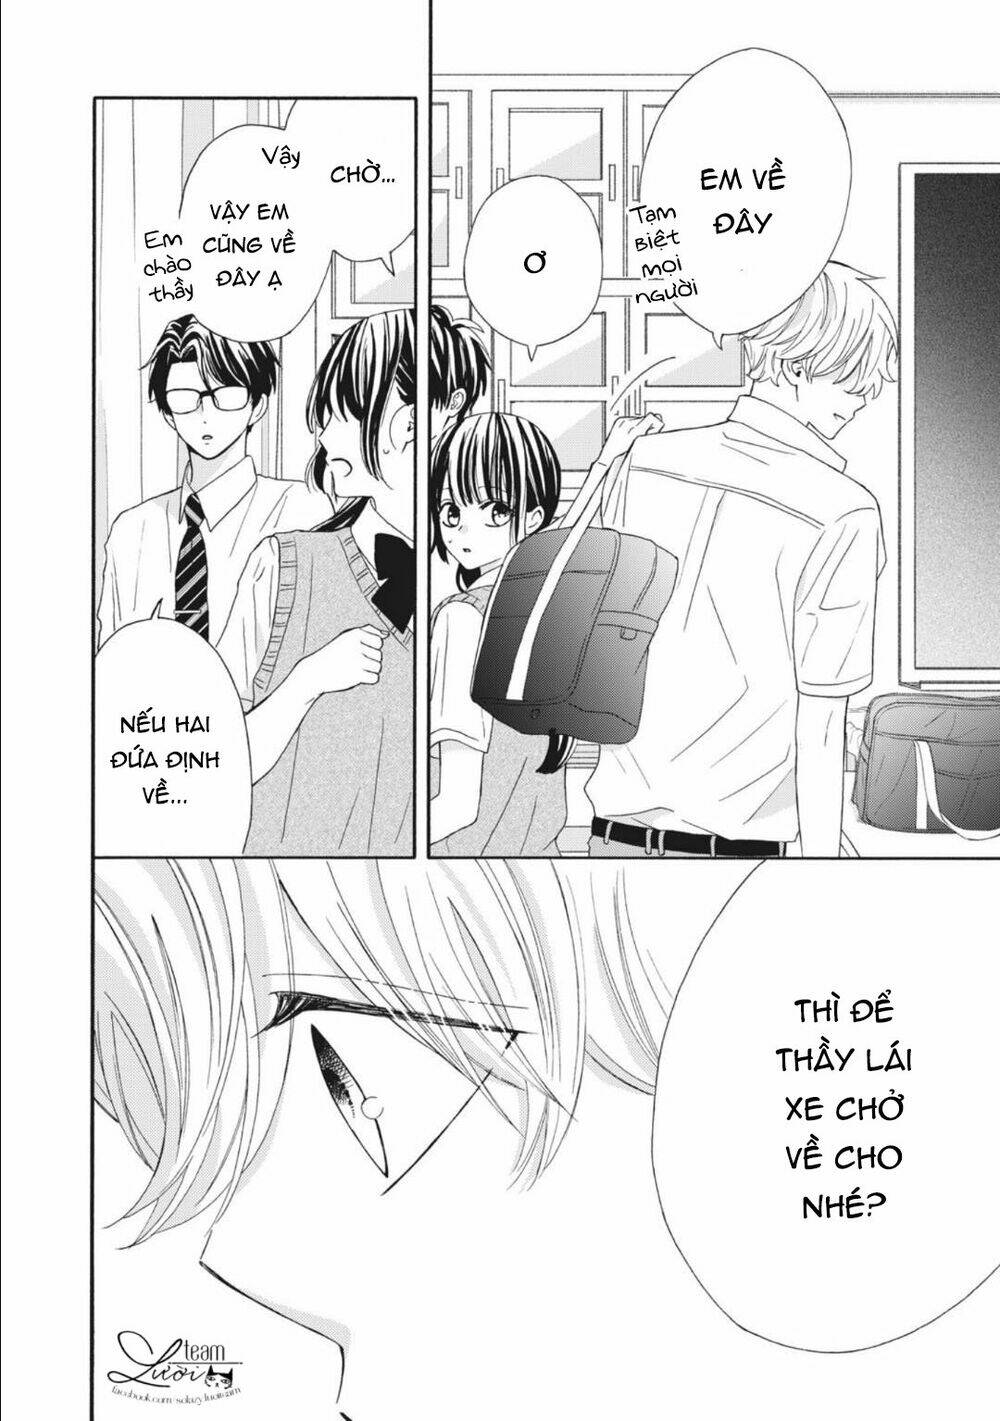 EM VỀ
ĐÂY
Tạm
Biệt
mọi
người
Ơ
CHỜ...
Vậy
VẬY EM
CŨNG VỀ
ĐÂY Ạ
Em
chào
thầy
NẾU HAI
ĐỨA ĐỊNH
VỀ...
THÌ ĐỂ
THẦY LÁI
XE CHỞ
VỀ CHO
NHÉ?
team
Lười